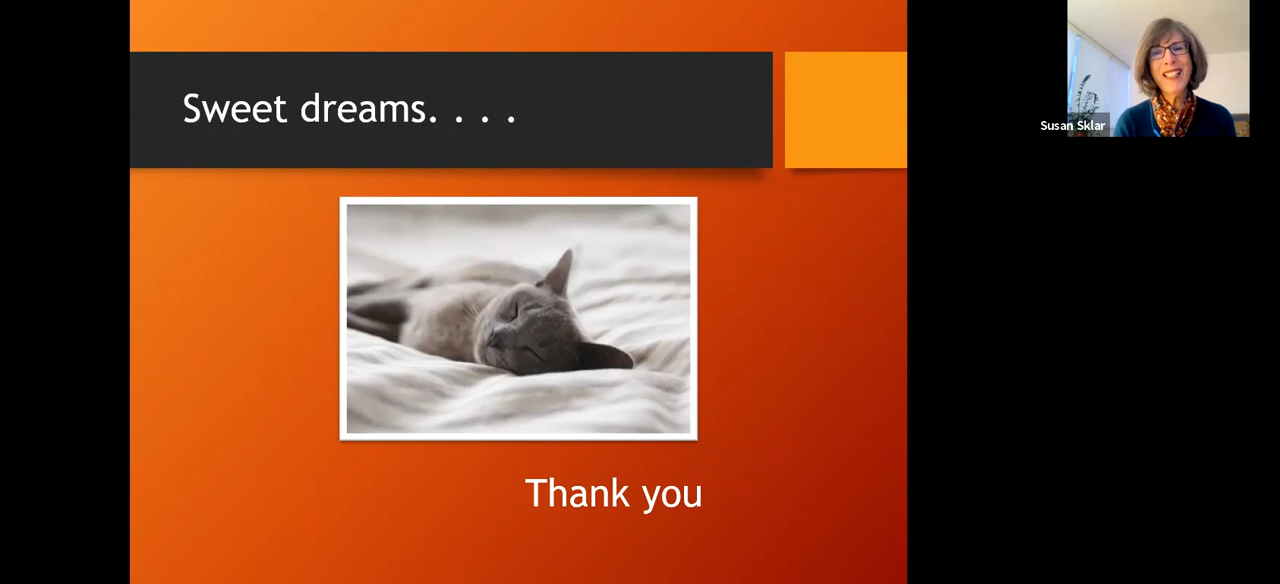 Sweet dreams. . . .
Susan Sklar
Thank you